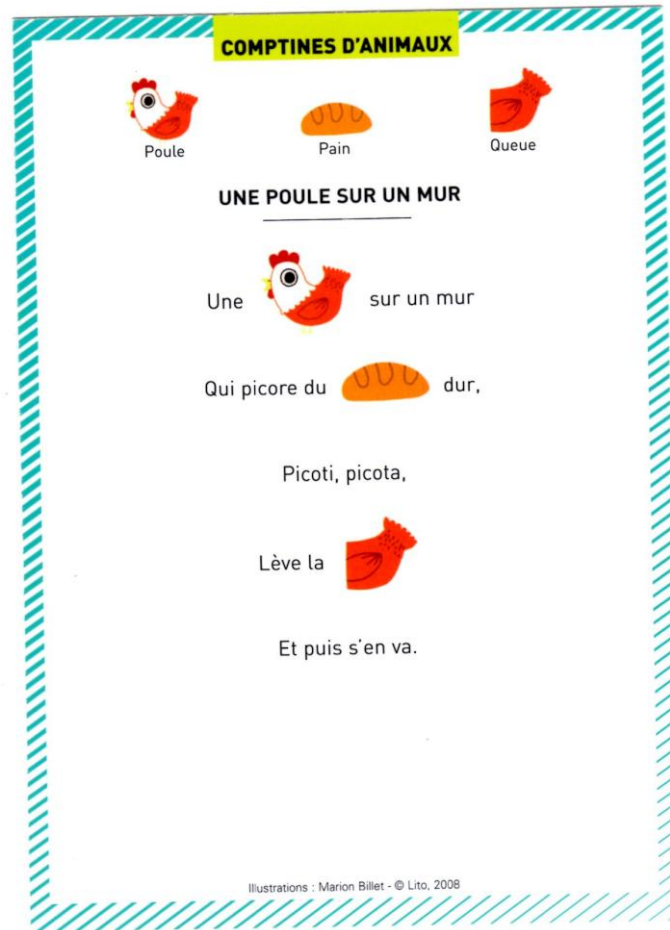 COMPTINES D'ANIMAUX
Poule Pain Queue
UNE POULE SUR UN MUR
Une sur un mur
Qui picore du dur,
Picoti, picota,
Lève la
Et puis s'en va.
Illustrations : Marion Billet - © Lito, 2008